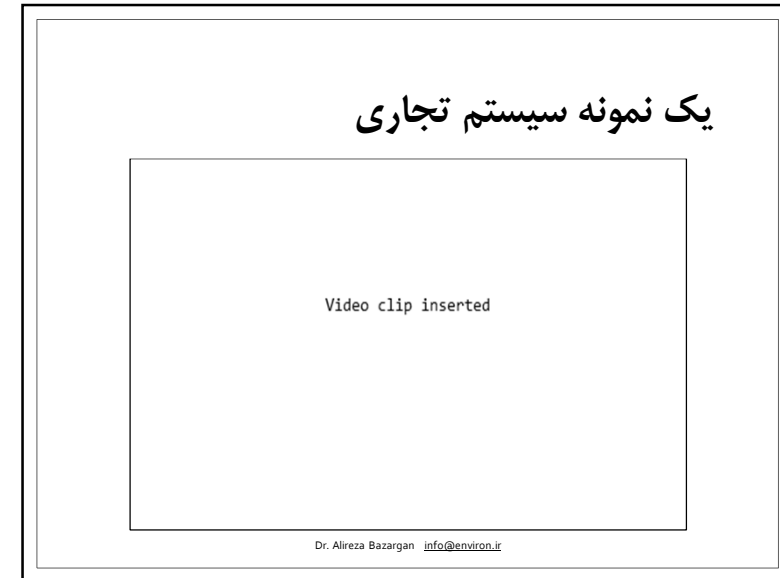 یک نمونه سیستم تجاری
Video clip inserted
Dr. Alireza Bazargan info@environ.ir